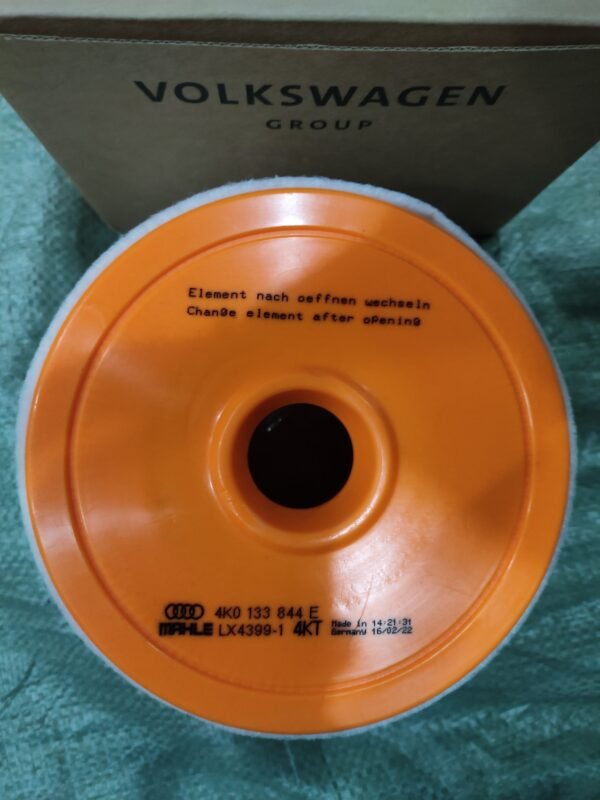 VOLKSWAGEN
GROUP
Element nach oeffnen wechseln
Change element after opening
4K0 133 844 E
MAHLE LX4399-1 4KT
Made in 14:21:31
Germany 16/02/22